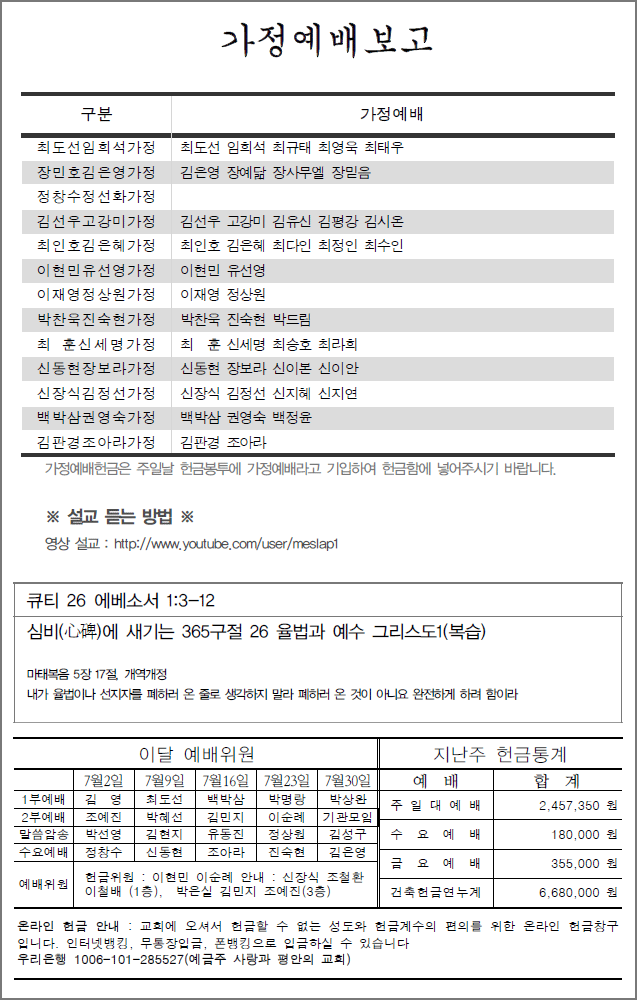 가정예배보고
구분 가정예배
최도선임희석가정 최도선 임희석 최규태 최영욱 최태우
장민호김은영가정 김은영 장예닮 장사무엘 장믿음
정창수정선화가정
김선우고강미가정 김선우 고강미 김유신 김평강 김시온
최인호김은혜가정 최인호 김은혜 최다인 최정인 최수인
이현민유선영가정 이현민 유선영
이재영정상원가정 이재영 정상원
박찬욱진숙현가정 박찬욱 진숙현 박드림
최 훈신세명가정 최 훈 신세명 최승호 최라희
신동현장보라가정 신동현 장보라 신이본 신이안
신장식김정선가정 신장식 김정선 신지혜 신지연
백박삼권영숙가정 백박삼 권영숙 백정윤
김판경조아라가정 김판경 조아라
가정예배헌금은 주일날 헌금봉투에 가정예배라고 기입하여 헌금함에 넣어주시기 바랍니다.
※ 설교 듣는 방법 ※
영상 설교 : http://www.youtube.com/user/meslap1
큐티 26 에베소서 1:3-12
심비(心碑)에 새기는 365구절 26 율법과 예수 그리스도1(복습)
마태복음 5장 17절, 개역개정
내가 율법이나 선지자를 폐하러 온 줄로 생각하지 말라 폐하러 온 것이 아니요 완전하게 하려 함이라
이달 예배위원
7월2일 7월9일 7월16일 7월23일 7월30일
1부예배 김 영 최도선 백박삼 박명랑 박상완
2부예배 조예진 박혜선 김민지 이순례 기관모임
말씀암송 박선영 김현지 유동진 정상원 김성구
수요예배 정창수 신동현 조아라 진숙현 김은영
예배위원 헌금위원 : 이현민 이순례 안내 : 신장식 조철환
이철배 (1층), 박은실 김민지 조예진(3층)
지난주 헌금통계
예 배 합 계
주 일 대 예 배 2,457,350 원
수 요 예 배 180,000 원
금 요 예 배 355,000 원
건축헌금연누계 6,680,000 원
온라인 헌금 안내 : 교회에 오셔서 헌금할 수 없는 성도와 헌금계수의 편의를 위한 온라인 헌금창구
입니다. 인터넷뱅킹, 무통장입금, 폰뱅킹으로 입금하실 수 있습니다
우리은행 1006-101-285527(예금주 사랑과 평안의 교회)